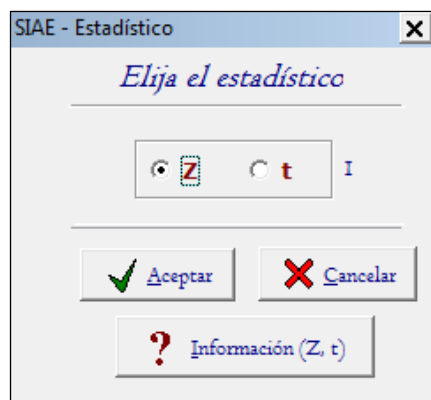 SIAE - Estadístico
Elija el estadístico
Z t I
Aceptar Cancelar
? Información (Z, t)